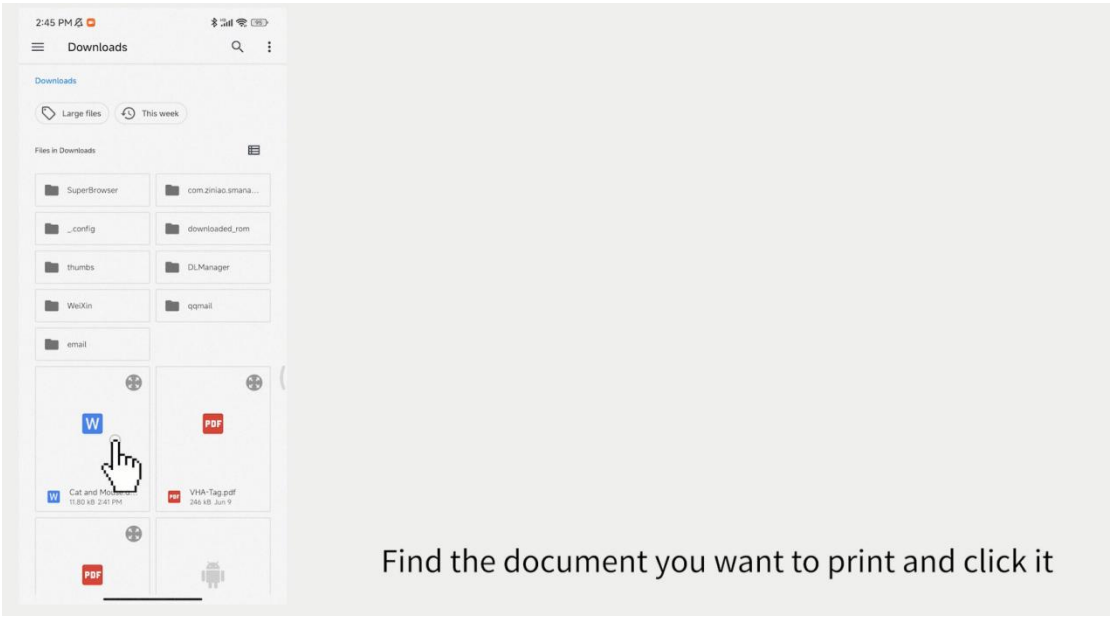 2:45 PM
Downloads
Downloads
Large files
This week
Files in Downloads
SuperBrowser
com.ziniao.smana...
_.config
downloaded_rom
thumbs
DLManager
WeiXin
qqmail
email
W
PDF
W
Cat and Mouse.d...
11.80 kB 2:41 PM
PDF
VHA-Tag.pdf
246 kB Jun 9
PDF
Find the document you want to print and click it